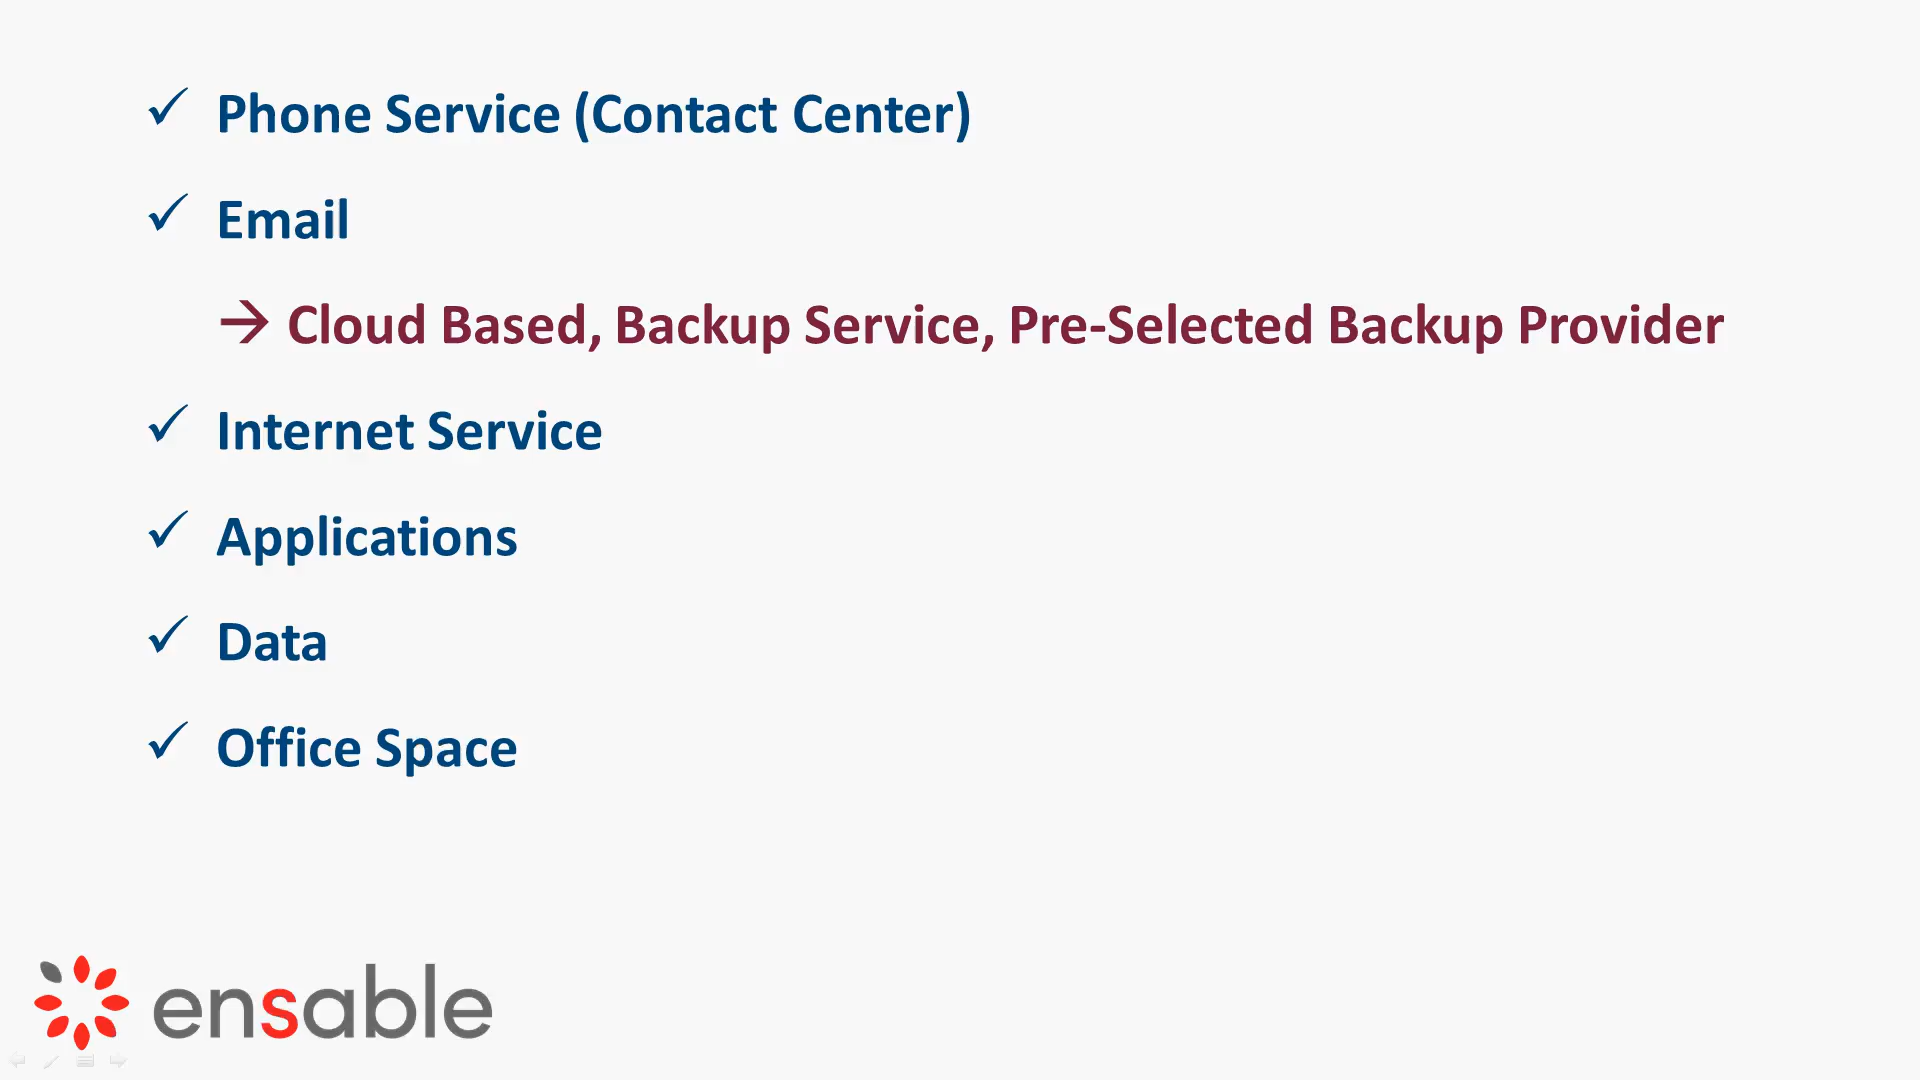 ✓ Phone Service (Contact Center)
✓ Email
→ Cloud Based, Backup Service, Pre-Selected Backup Provider
✓ Internet Service
✓ Applications
✓ Data
✓ Office Space
ensable